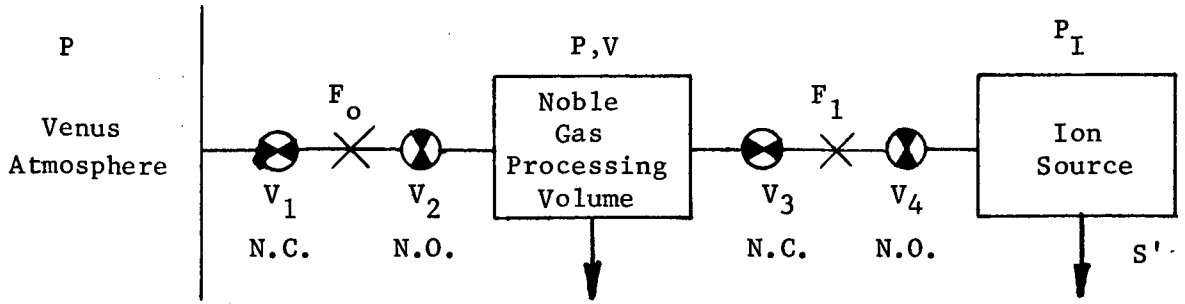 P
Venus
Atmosphere
F_o
V_1
N.C.
V_2
N.O.
P,V
Noble
Gas
Processing
Volume
F_1
V_3
N.C.
V_4
N.O.
P_I
Ion
Source
S'